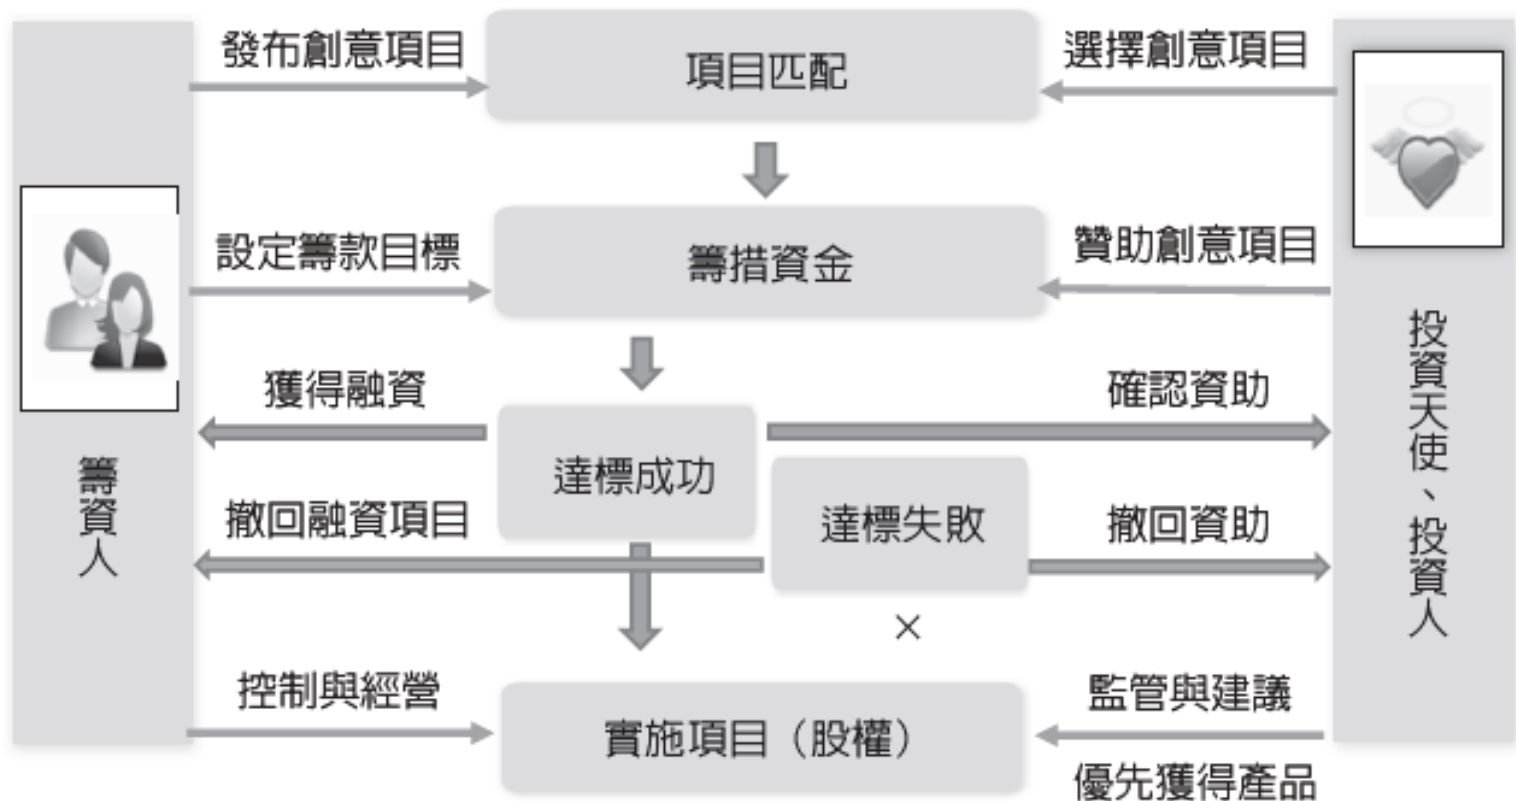 發布創意項目
項目匹配
選擇創意項目
設定籌款目標
籌措資金
贊助創意項目
獲得融資
確認資助
達標成功
撤回融資項目
達標失敗
撤回資助
×
控制與經營
實施項目（股權）
監管與建議
優先獲得產品
籌資人
投資天使、投資人